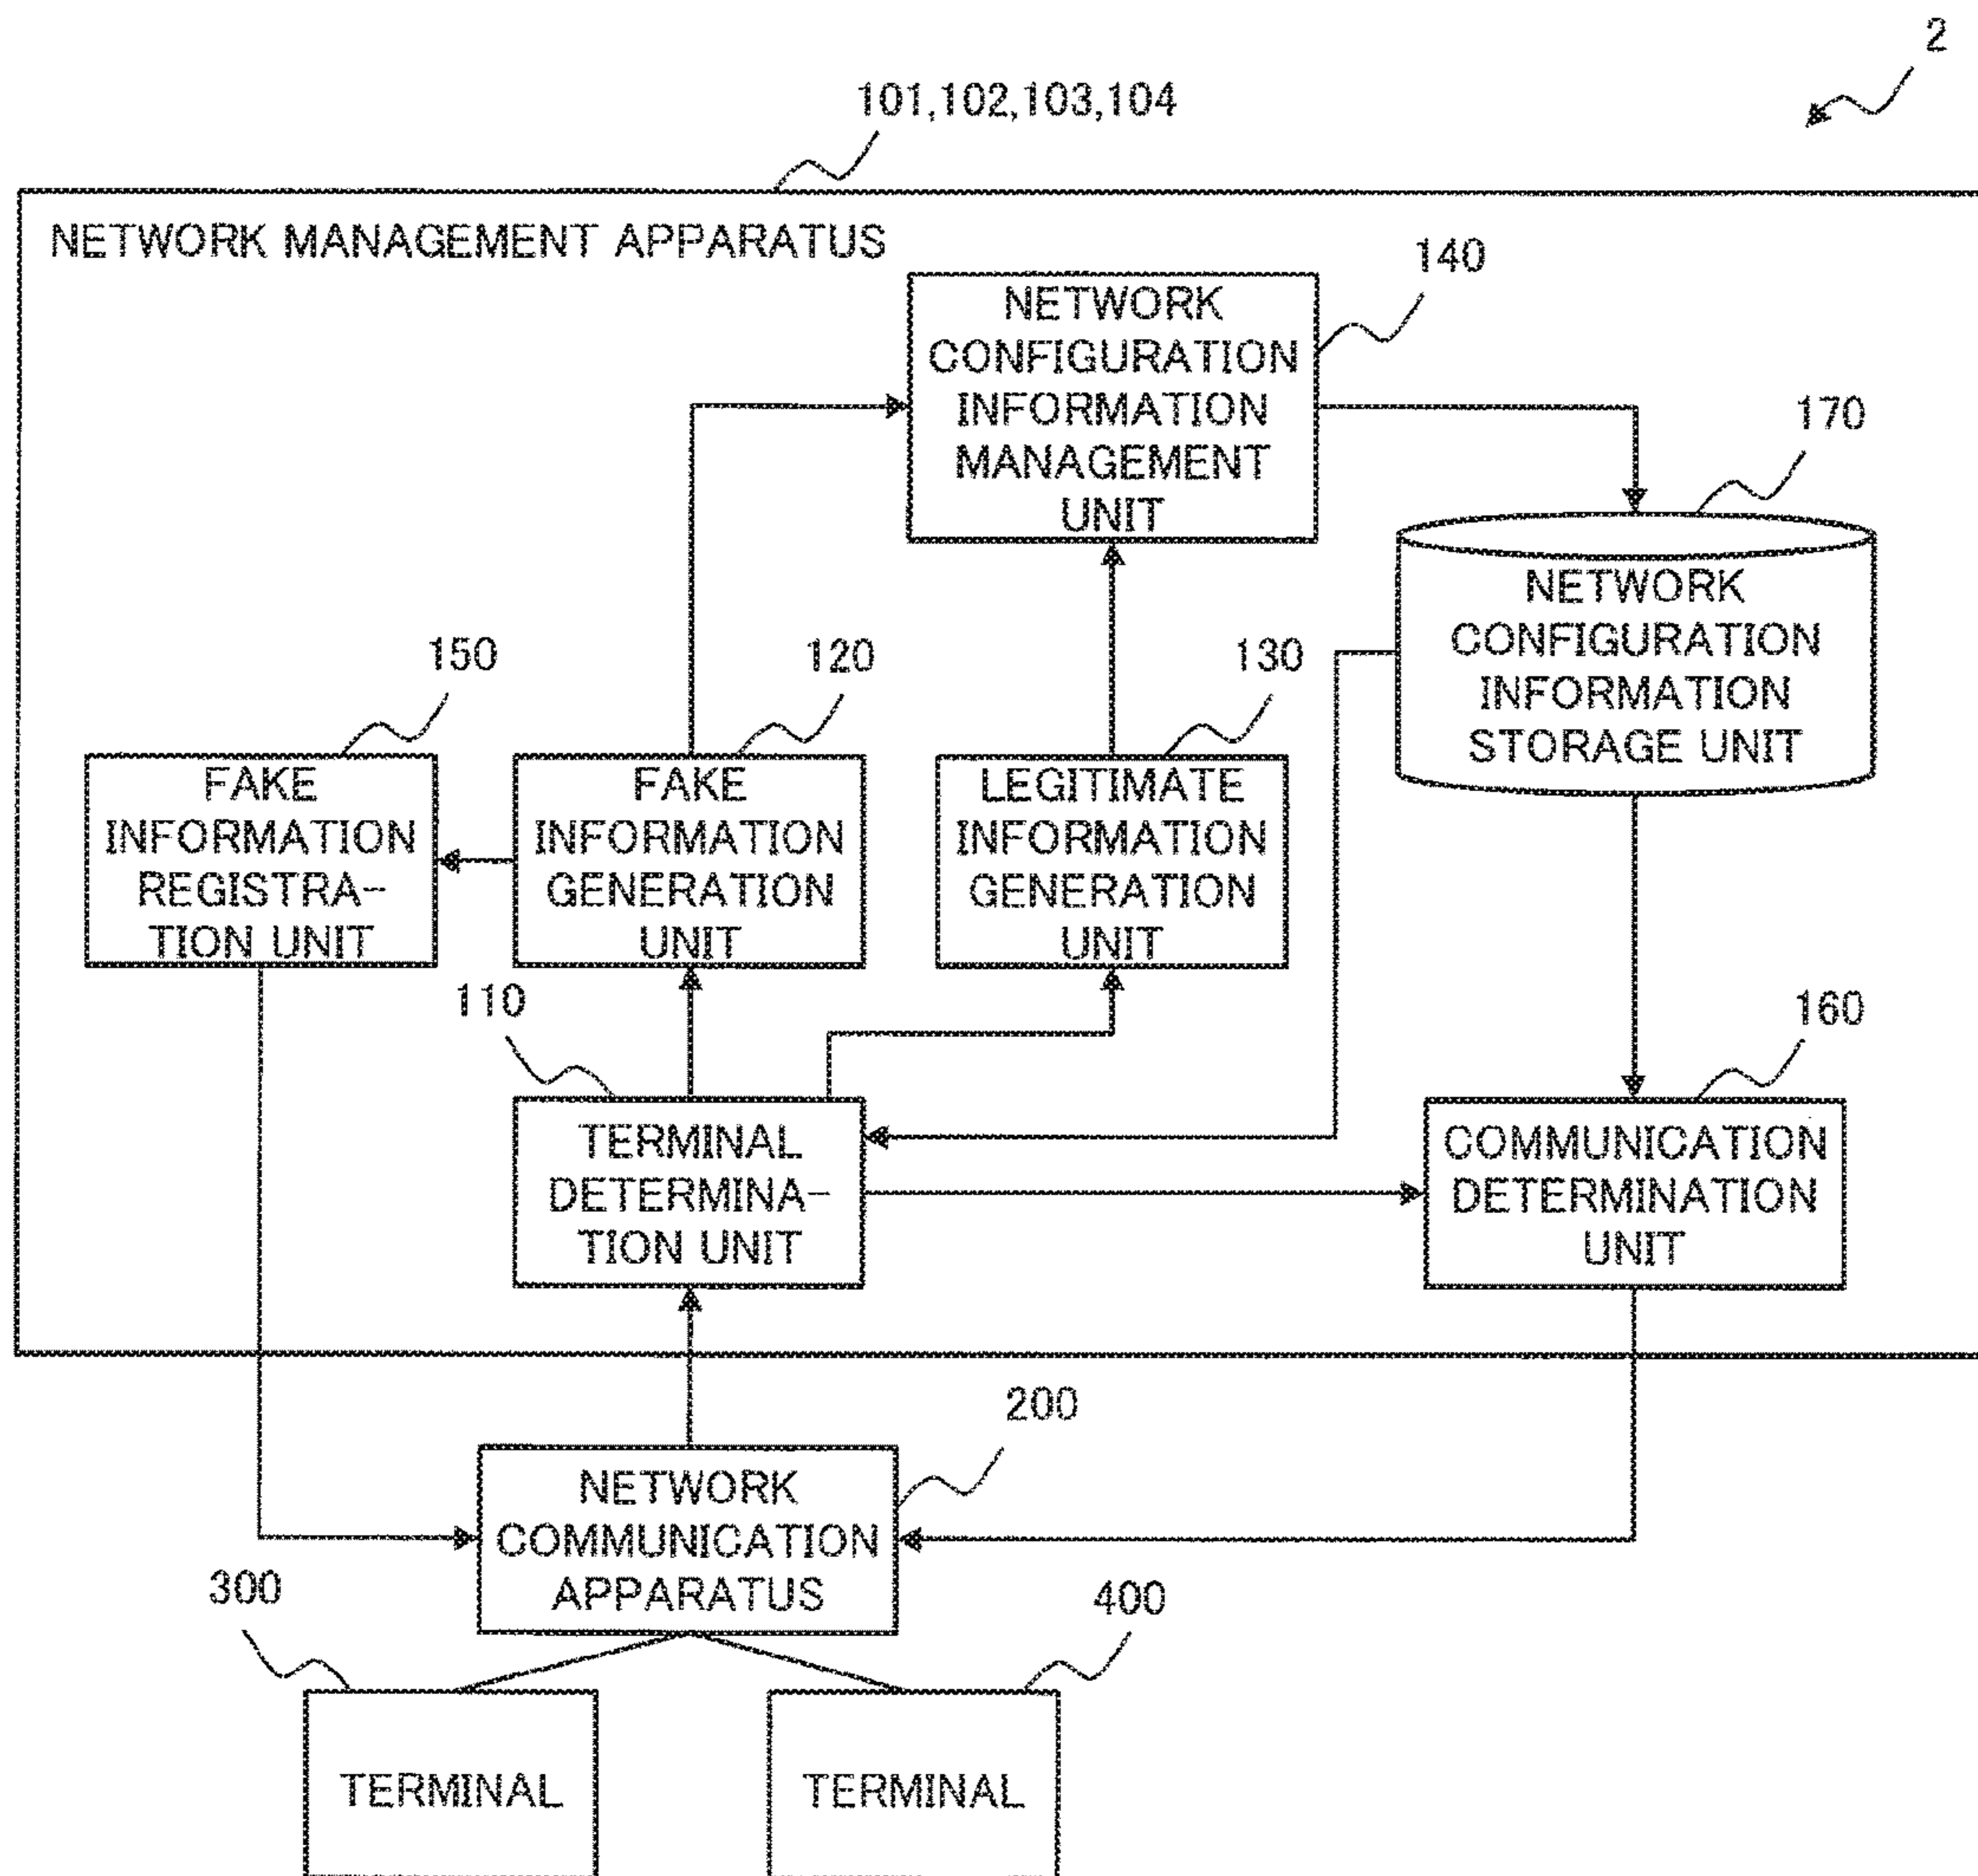 2
101,102,103,104
NETWORK MANAGEMENT APPARATUS
140
NETWORK
CONFIGURATION
INFORMATION
MANAGEMENT
UNIT
170
NETWORK
CONFIGURATION
INFORMATION
STORAGE UNIT
150
FAKE
INFORMATION
REGISTRA-
TION UNIT
120
FAKE
INFORMATION
GENERATION
UNIT
130
LEGITIMATE
INFORMATION
GENERATION
UNIT
110
TERMINAL
DETERMINA-
TION UNIT
160
COMMUNICATION
DETERMINATION
UNIT
200
NETWORK
COMMUNICATION
APPARATUS
300
TERMINAL
400
TERMINAL